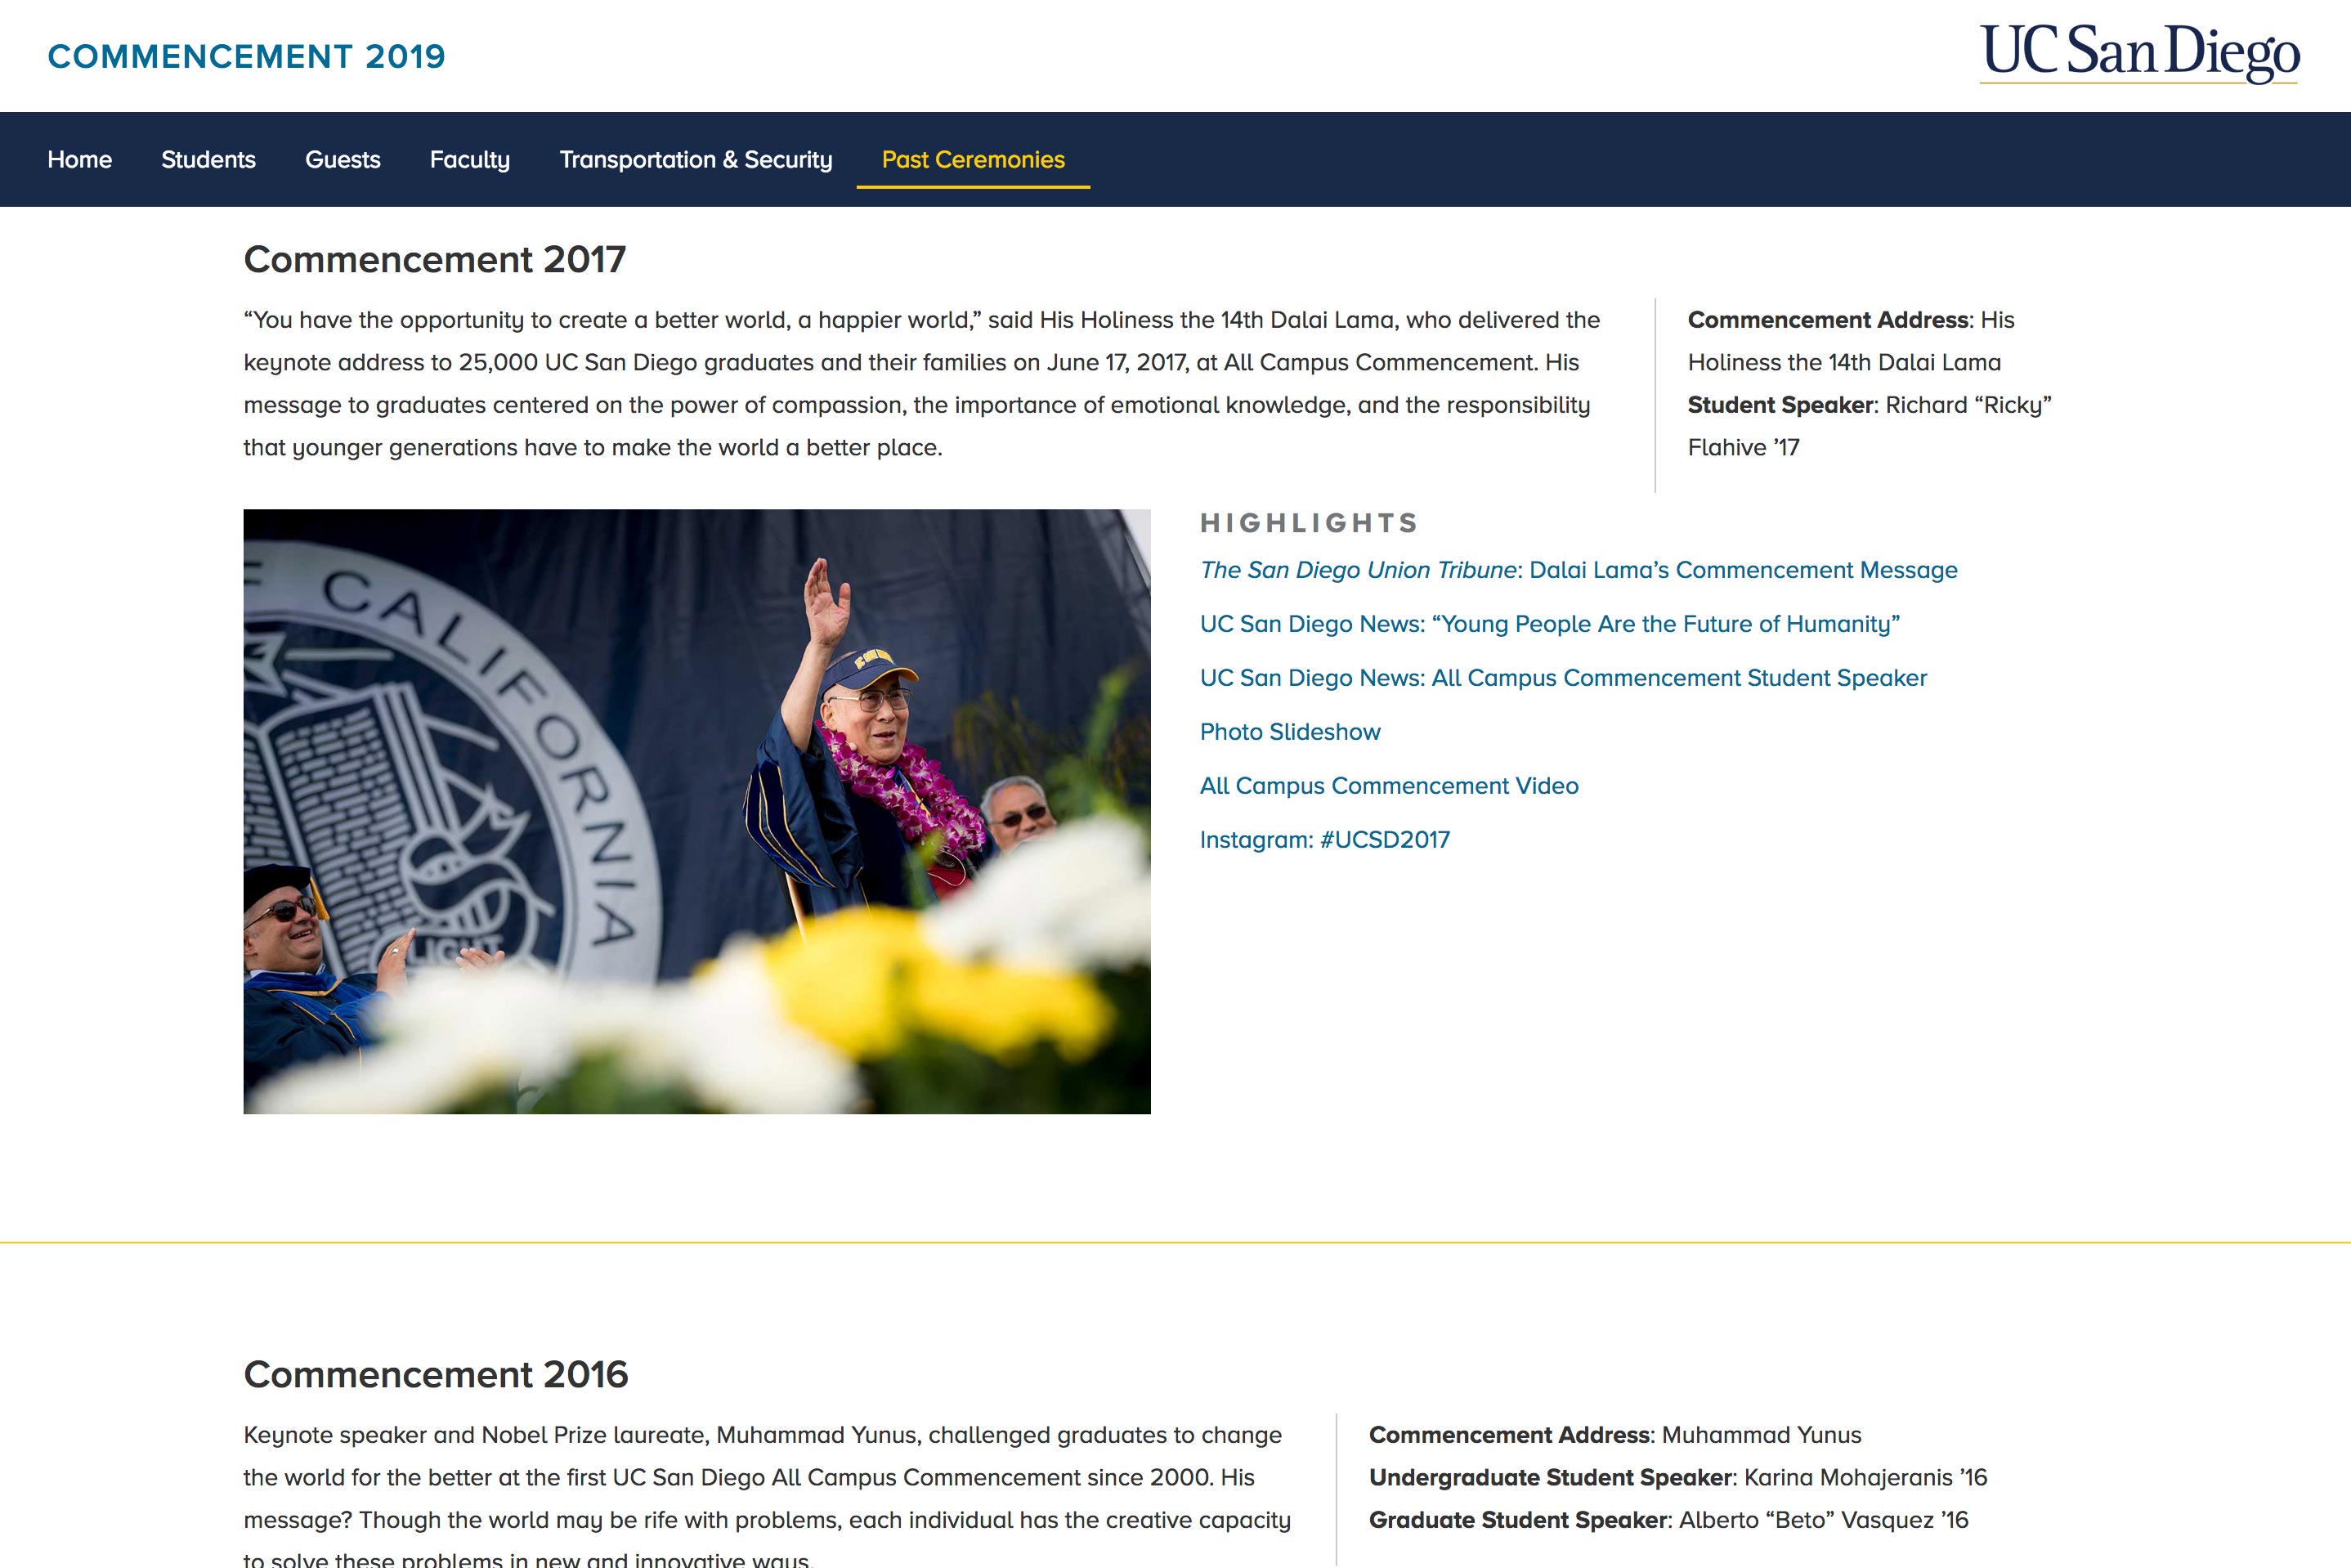 COMMENCEMENT 2019
UC San Diego
Home Students Guests Faculty Transportation & Security Past Ceremonies
Commencement 2017
“You have the opportunity to create a better world, a happier world,” said His Holiness the 14th Dalai Lama, who delivered the
keynote address to 25,000 UC San Diego graduates and their families on June 17, 2017, at All Campus Commencement. His
message to graduates centered on the power of compassion, the importance of emotional knowledge, and the responsibility
that younger generations have to make the world a better place.
Commencement Address: His
Holiness the 14th Dalai Lama
Student Speaker: Richard “Ricky”
Flahive ’17
CALIFORNIA
LIGHT
HIGHLIGHTS
The San Diego Union Tribune: Dalai Lama’s Commencement Message
UC San Diego News: “Young People Are the Future of Humanity”
UC San Diego News: All Campus Commencement Student Speaker
Photo Slideshow
All Campus Commencement Video
Instagram: #UCSD2017
Commencement 2016
Keynote speaker and Nobel Prize laureate, Muhammad Yunus, challenged graduates to change
the world for the better at the first UC San Diego All Campus Commencement since 2000. His
message? Though the world may be rife with problems, each individual has the creative capacity
to solve these problems in new and innovative ways.
Commencement Address: Muhammad Yunus
Undergraduate Student Speaker: Karina Mohajeranis ’16
Graduate Student Speaker: Alberto “Beto” Vasquez ’16